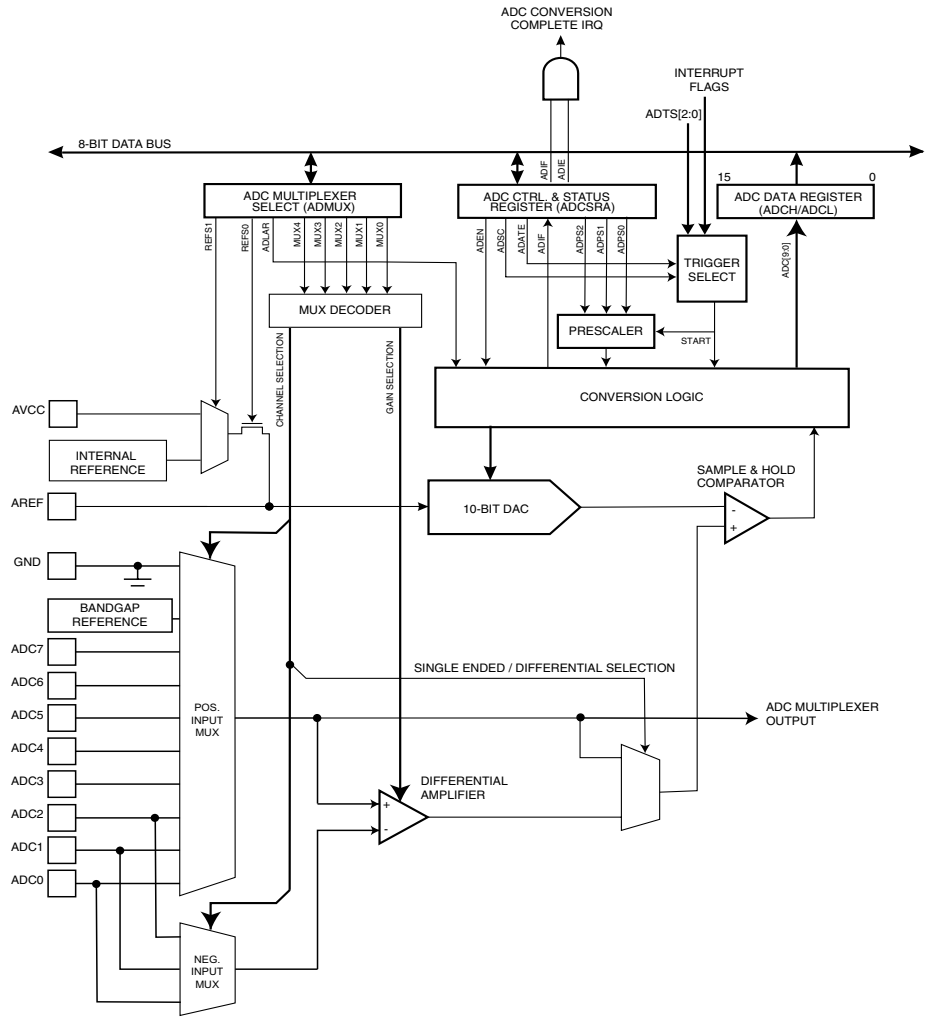 ADC CONVERSION
COMPLETE IRQ
INTERRUPT
FLAGS
ADTS[2:0]
8-BIT DATA BUS
ADIF
ADIE
15
0
ADC MULTIPLEXER
SELECT (ADMUX)
ADC CTRL. & STATUS
REGISTER (ADCSRA)
ADC DATA REGISTER
(ADCH/ADCL)
REFS1
REFS0
ADLAR
MUX4
MUX3
MUX2
MUX1
MUX0
ADEN
ADSC
ADATE
ADIF
ADPS2
ADPS1
ADPS0
TRIGGER
SELECT
ADC[9:0]
MUX DECODER
PRESCALER
START
CHANNEL SELECTION
GAIN SELECTION
CONVERSION LOGIC
AVCC
INTERNAL
REFERENCE
AREF
SAMPLE & HOLD
COMPARATOR
10-BIT DAC
-
+
GND
BANDGAP
REFERENCE
ADC7
ADC6
ADC5
ADC4
ADC3
ADC2
ADC1
ADC0
POS.
INPUT
MUX
SINGLE ENDED / DIFFERENTIAL SELECTION
ADC MULTIPLEXER
OUTPUT
DIFFERENTIAL
AMPLIFIER
+
-
NEG.
INPUT
MUX